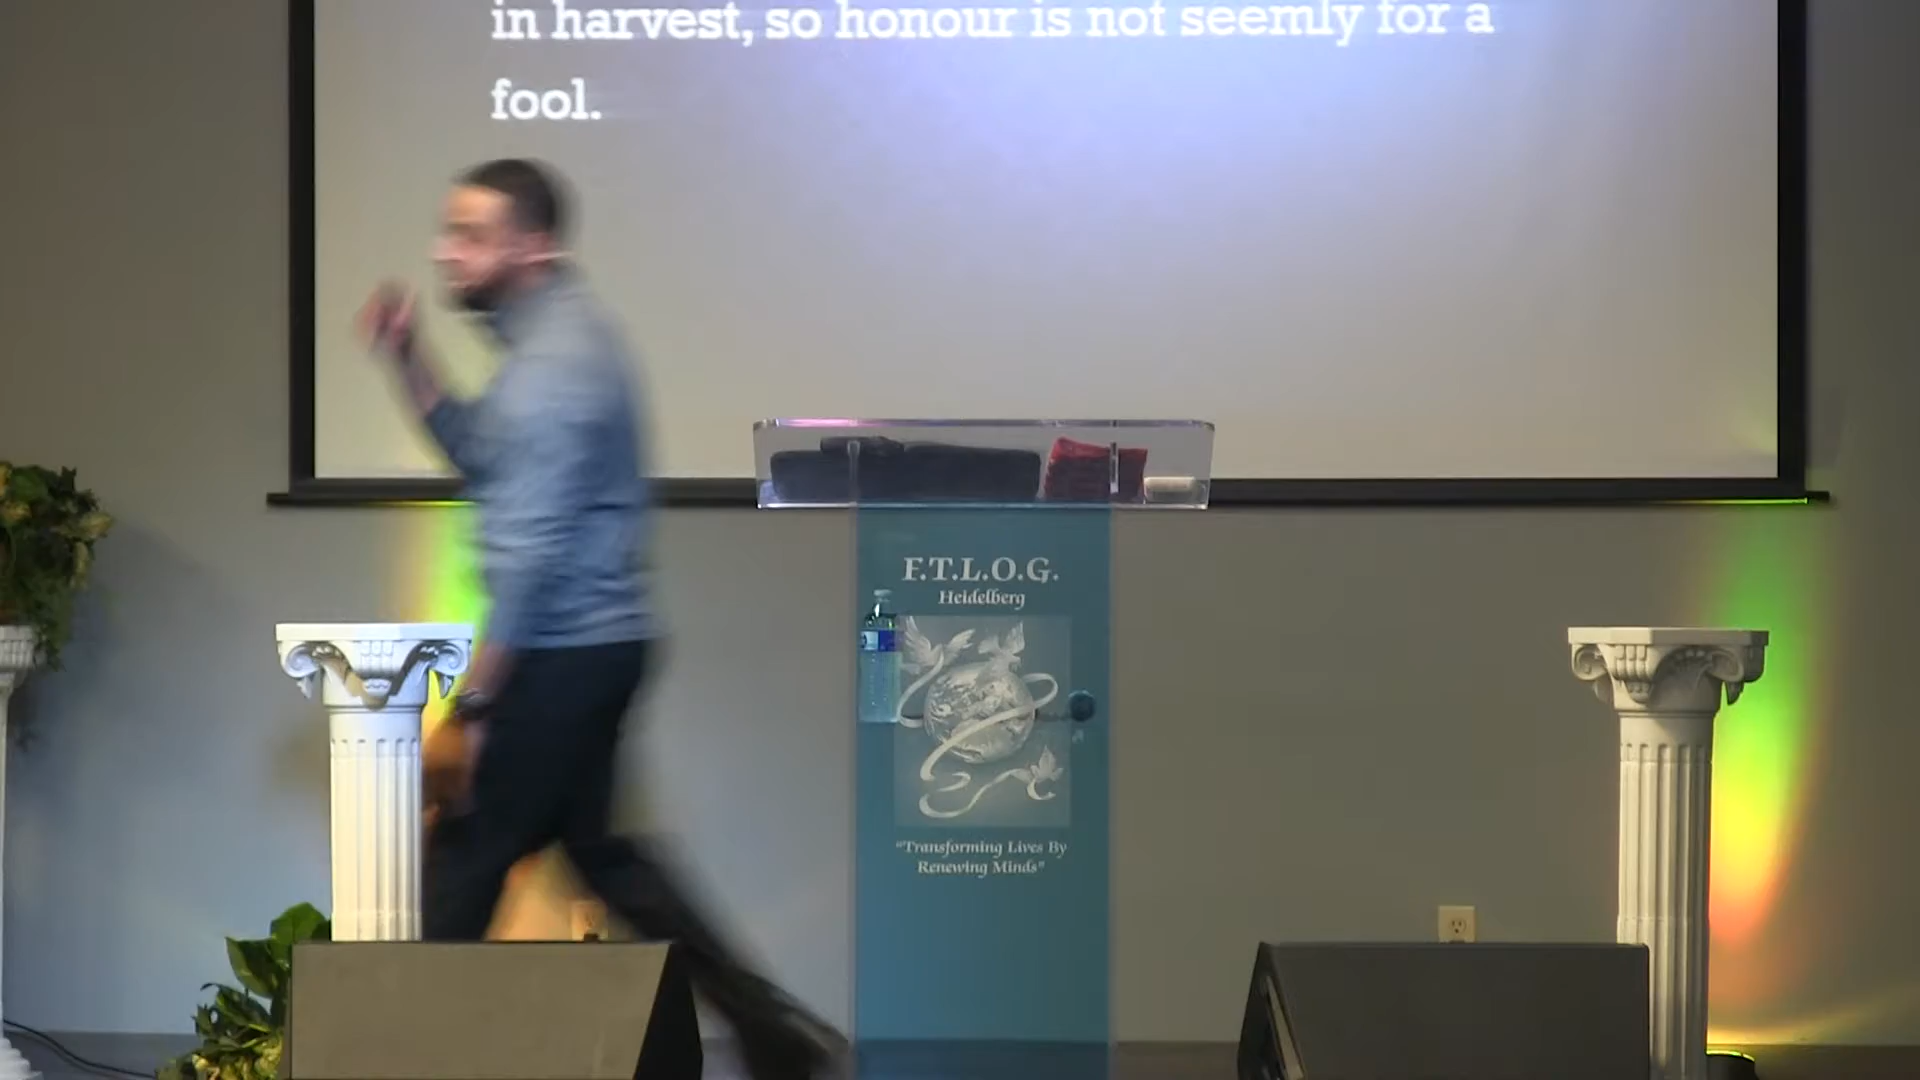 in harvest, so honour is not seemly for a
fool.
F.T.L.O.G.
Heidelberg
"Transforming Lives By
Renewing Minds"